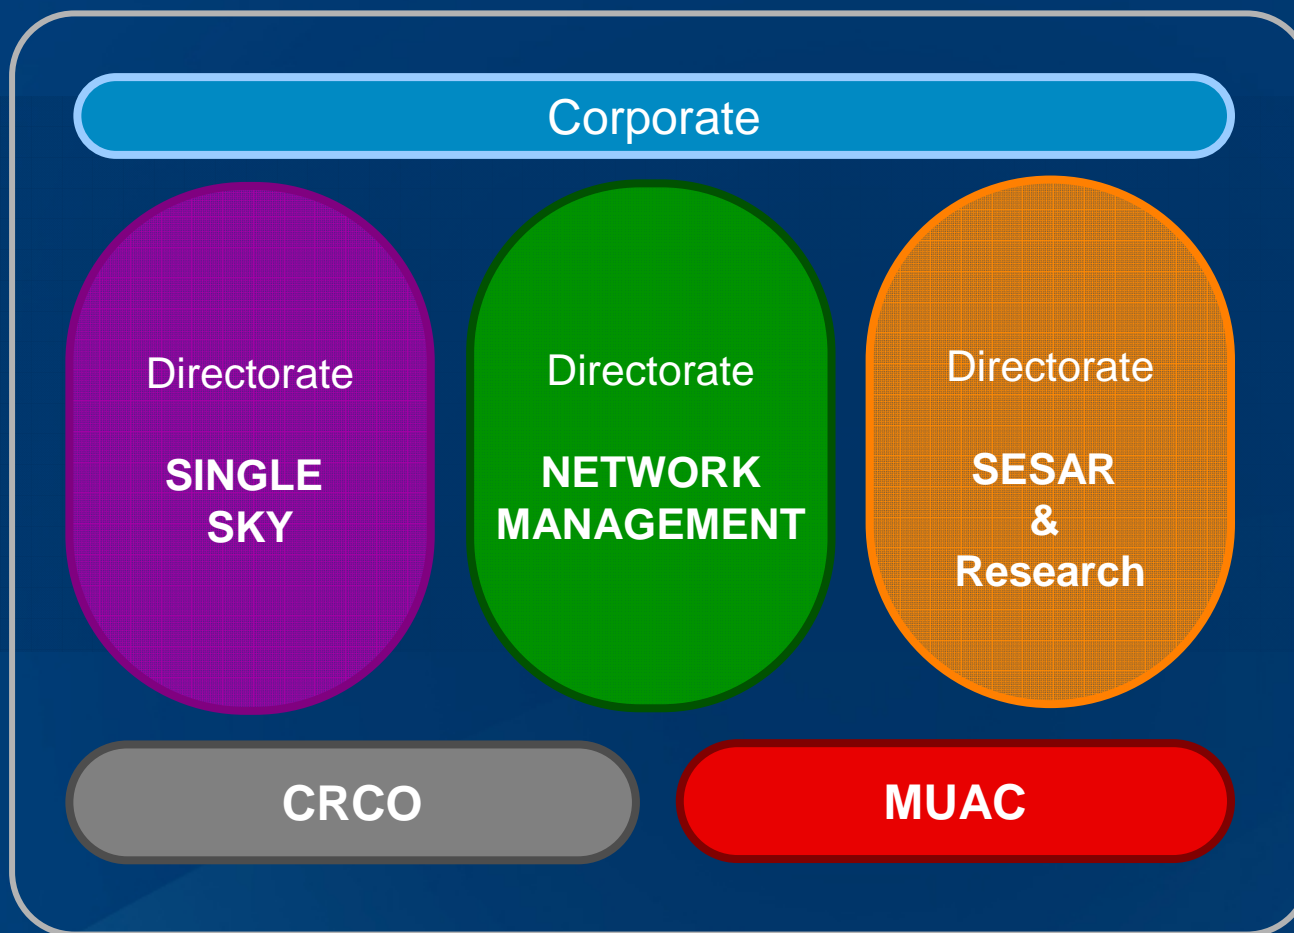 Corporate
Directorate
SINGLE
SKY
Directorate
NETWORK
MANAGEMENT
Directorate
SESAR
&
Research
CRCO
MUAC